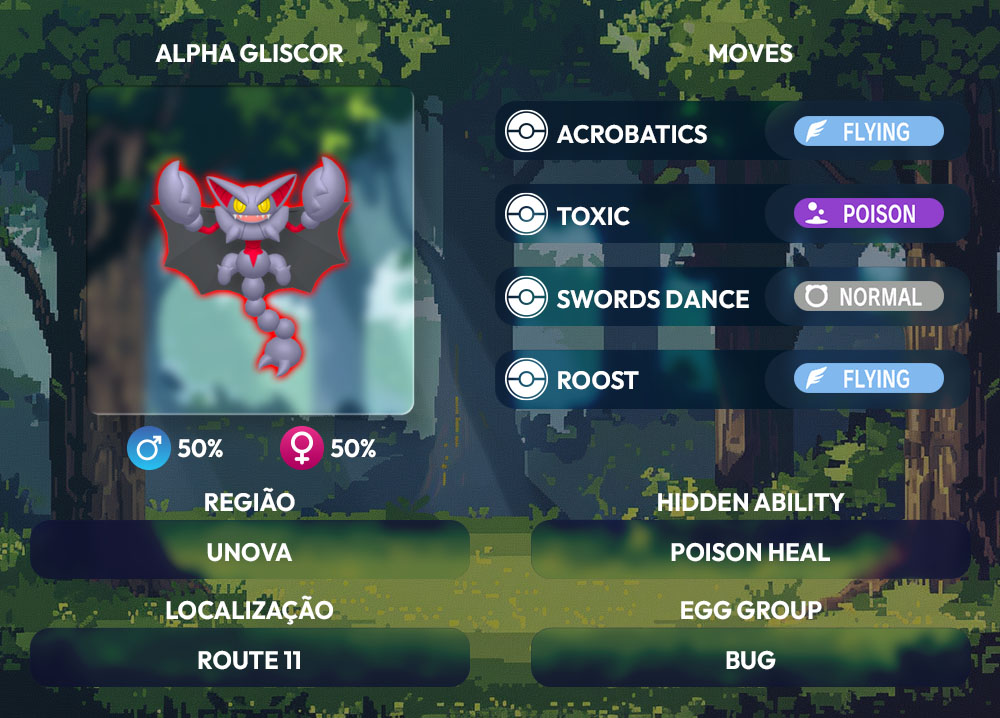 ALPHA GLISCOR
MOVES
ACROBATICS
FLYING
TOXIC
POISON
SWORDS DANCE
NORMAL
ROOST
FLYING
50%
50%
REGIÃO
HIDDEN ABILITY
UNOVA
POISON HEAL
LOCALIZAÇÃO
EGG GROUP
ROUTE 11
BUG